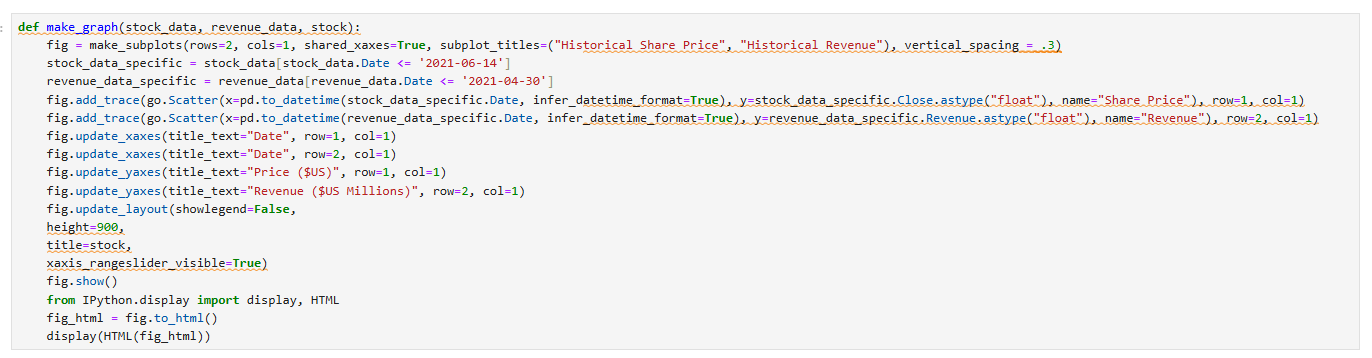 def make_graph(stock_data, revenue_data, stock):
    fig = make_subplots(rows=2, cols=1, shared_xaxes=True, subplot_titles=("Historical Share Price", "Historical Revenue"), vertical_spacing = .3)
    stock_data_specific = stock_data[stock_data.Date <= '2021-06-14']
    revenue_data_specific = revenue_data[revenue_data.Date <= '2021-04-30']
    fig.add_trace(go.Scatter(x=pd.to_datetime(stock_data_specific.Date, infer_datetime_format=True), y=stock_data_specific.Close.astype("float"), name="Share Price"), row=1, col=1)
    fig.add_trace(go.Scatter(x=pd.to_datetime(revenue_data_specific.Date, infer_datetime_format=True), y=revenue_data_specific.Revenue.astype("float"), name="Revenue"), row=2, col=1)
    fig.update_xaxes(title_text="Date", row=1, col=1)
    fig.update_xaxes(title_text="Date", row=2, col=1)
    fig.update_yaxes(title_text="Price ($US)", row=1, col=1)
    fig.update_yaxes(title_text="Revenue ($US Millions)", row=2, col=1)
    fig.update_layout(showlegend=False,
    height=900,
    title=stock,
    xaxis_rangeslider_visible=True)
    fig.show()
    from IPython.display import display, HTML
    fig_html = fig.to_html()
    display(HTML(fig_html))